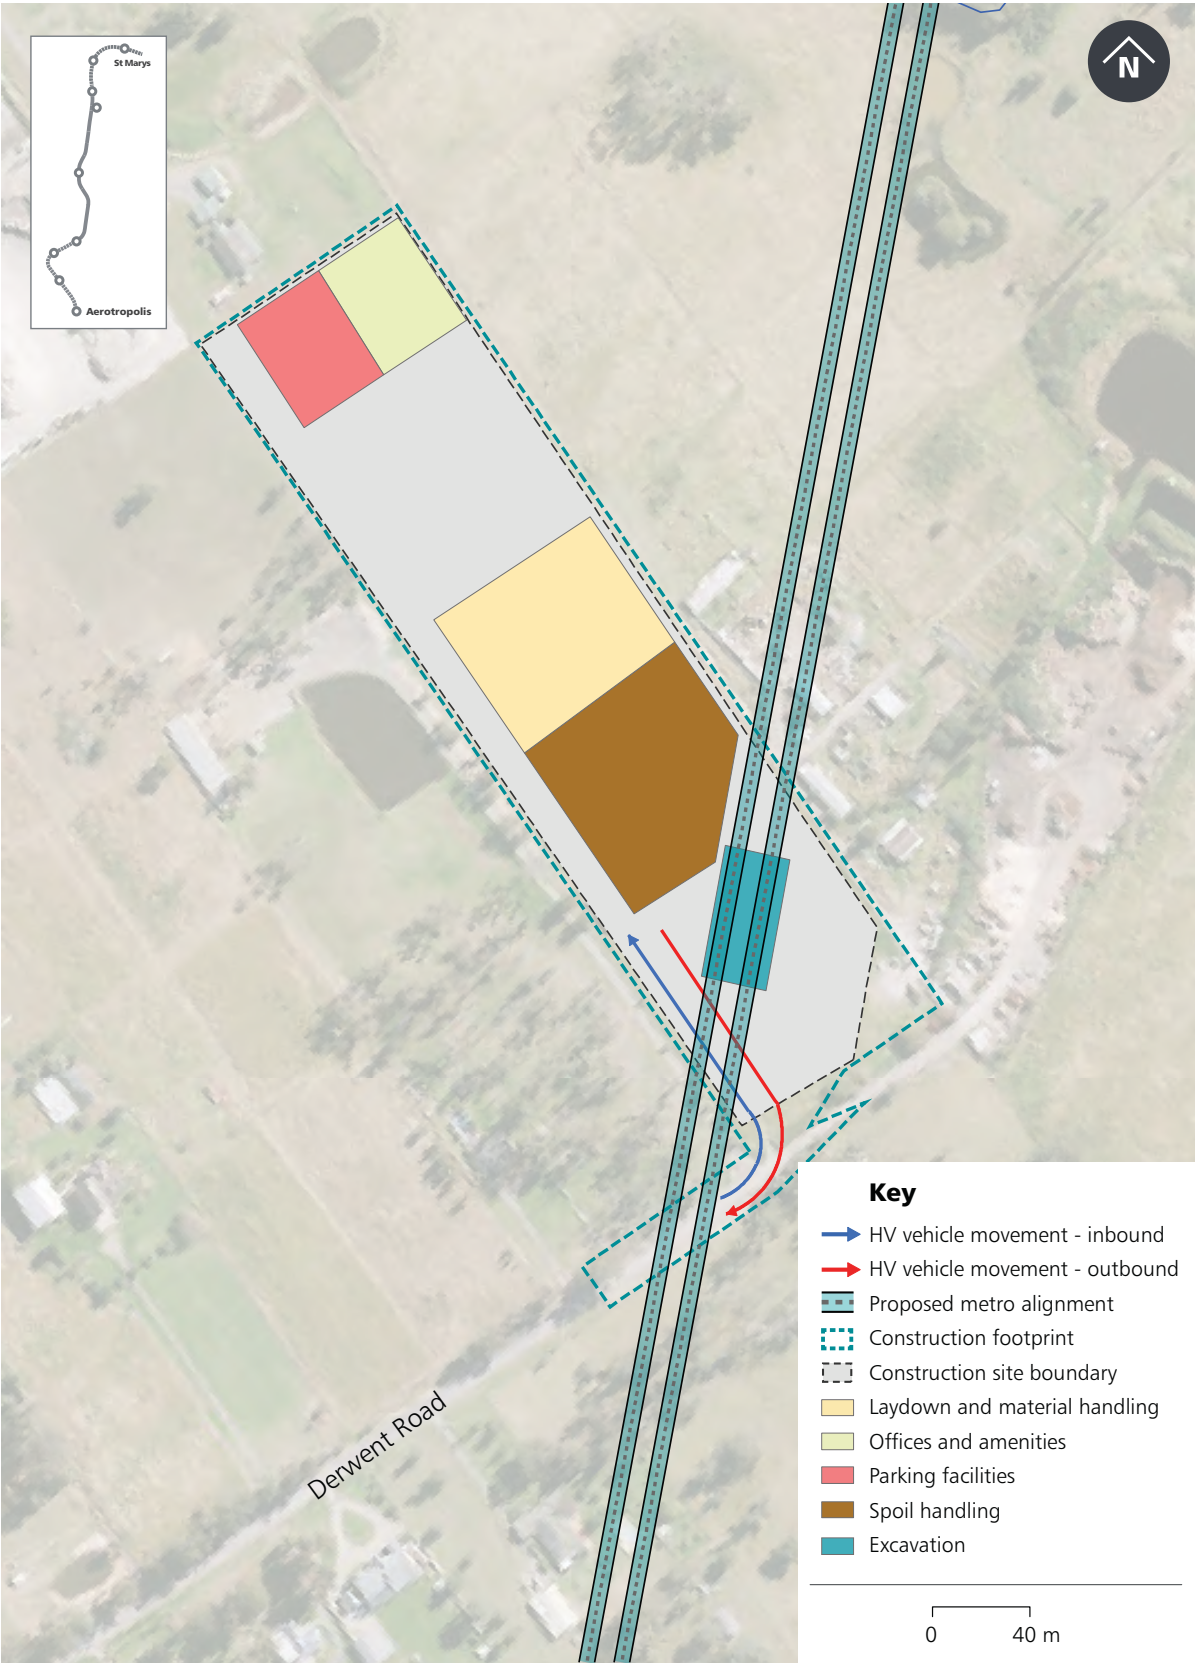 St Marys
Aerotropolis
N
Derwent Road
Key
HV vehicle movement - inbound
HV vehicle movement - outbound
Proposed metro alignment
Construction footprint
Construction site boundary
Laydown and material handling
Offices and amenities
Parking facilities
Spoil handling
Excavation
0 40 m